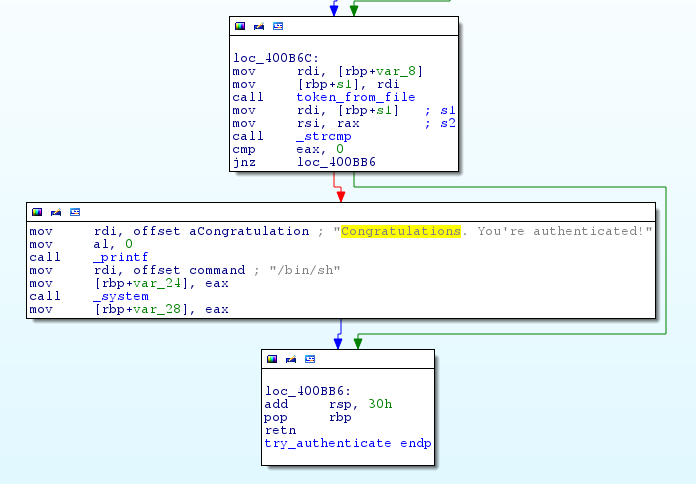 loc_400B6C:
mov rdi, [rbp+var_8]
mov [rbp+s1], rdi
call token_from_file
mov rdi, [rbp+s1] ; s1
mov rsi, rax ; s2
call _strcmp
cmp eax, 0
jnz loc_400BB6
mov rdi, offset aCongratulation ; "Congratulations. You're authenticated!"
mov al, 0
call _printf
mov rdi, offset command ; "/bin/sh"
mov [rbp+var_24], eax
call _system
mov [rbp+var_28], eax
loc_400BB6:
add rsp, 30h
pop rbp
retn
try_authenticate endp